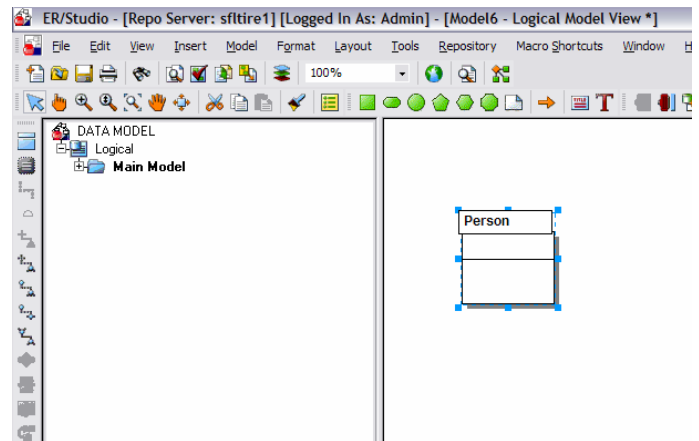 ER/Studio - [Repo Server: sfltire1] [Logged In As: Admin] - [Model6 - Logical Model View *]
File Edit View Insert Model Format Layout Tools Repository Macro Shortcuts Window H
100%
T
DATA MODEL
Logical
Main Model
Person